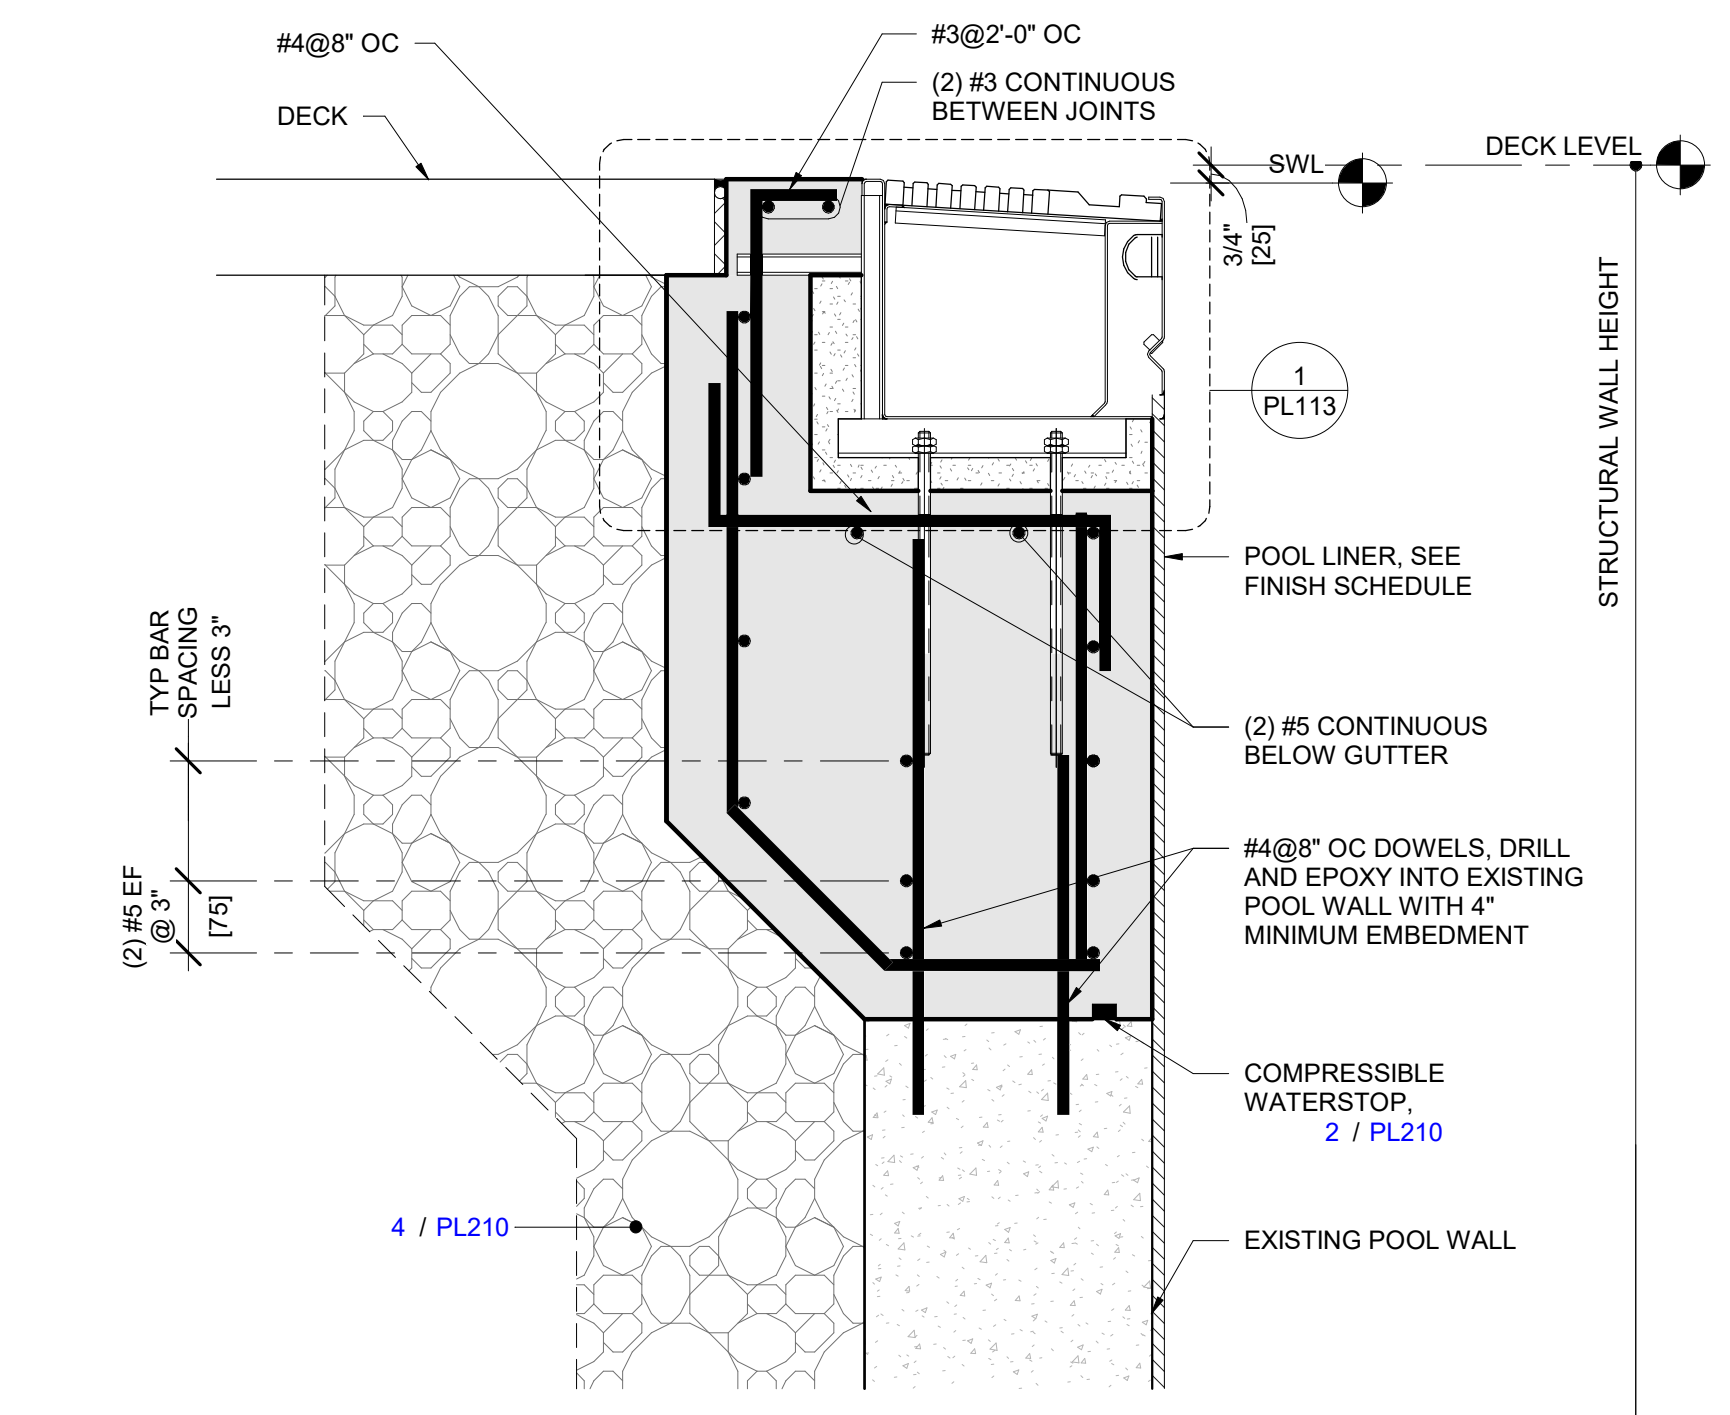 #4@8" OC
DECK
#3@2'-0" OC
(2) #3 CONTINUOUS
BETWEEN JOINTS
SWL
DECK LEVEL
3/4"
[25]
STRUCTURAL WALL HEIGHT
1
PL113
POOL LINER, SEE
FINISH SCHEDULE
TYP BAR
SPACING
LESS 3"
(2) #5 CONTINUOUS
BELOW GUTTER
(2) #5 EF
@ 3"
[75]
#4@8" OC DOWELS, DRILL
AND EPOXY INTO EXISTING
POOL WALL WITH 4"
MINIMUM EMBEDMENT
COMPRESSIBLE
WATERSTOP,
2 / PL210
4 / PL210
EXISTING POOL WALL